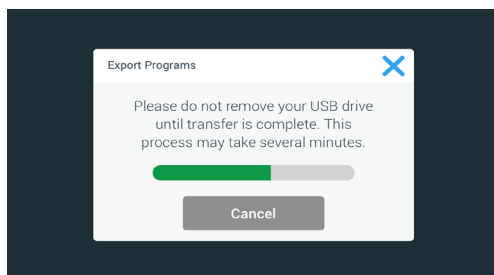 Export Programs
Please do not remove your USB drive
until transfer is complete. This
process may take several minutes.
Cancel